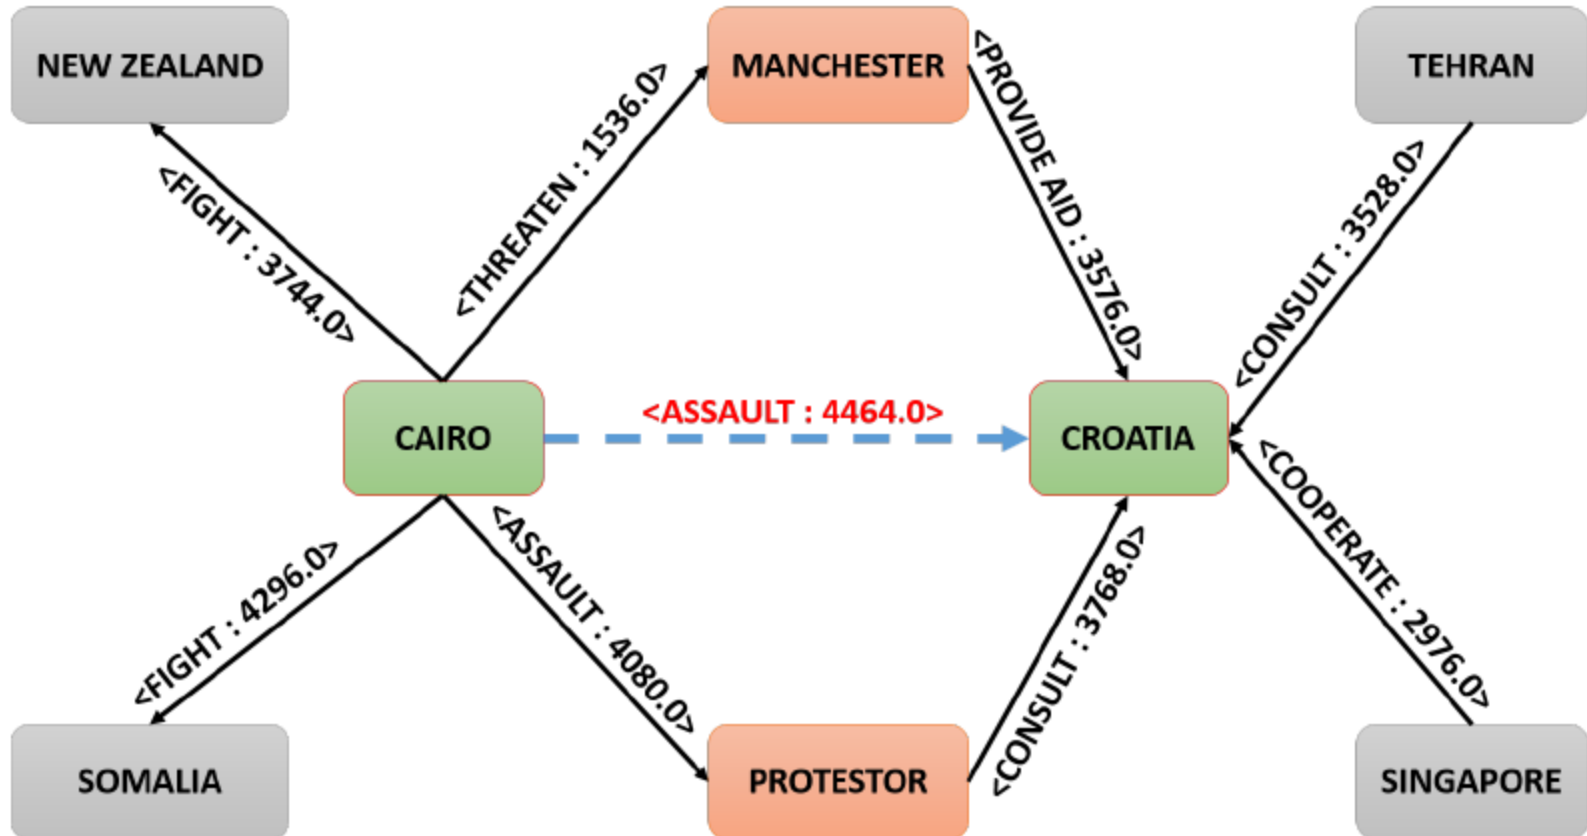 NEW ZEALAND
MANCHESTER
TEHRAN
<FIGHT : 3744.0>
<THREATEN : 1536.0>
<PROVIDE AID : 3576.0>
<CONSULT : 3528.0>
CAIRO
<ASSAULT : 4464.0>
CROATIA
<FIGHT : 4296.0>
<ASSAULT : 4080.0>
<CONSULT : 3768.0>
<COOPERATE : 2976.0>
SOMALIA
PROTESTOR
SINGAPORE